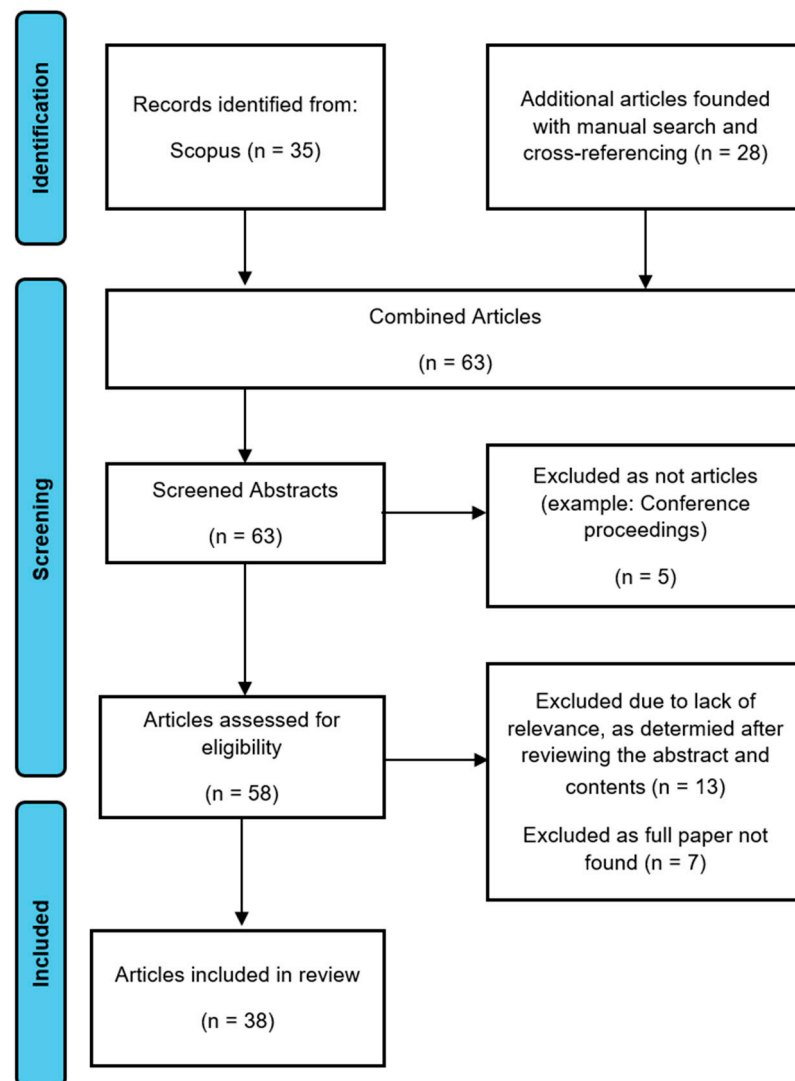 Identification
Records identified from:
Scopus (n = 35)
Additional articles founded
with manual search and
cross-referencing (n = 28)
Screening
Combined Articles
(n = 63)
Screened Abstracts
(n = 63)
Excluded as not articles
(example: Conference
proceedings)
(n = 5)
Articles assessed for
eligibility
(n = 58)
Excluded due to lack of
relevance, as determied after
reviewing the abstract and
contents (n = 13)
Excluded as full paper not
found (n = 7)
Included
Articles included in review
(n = 38)